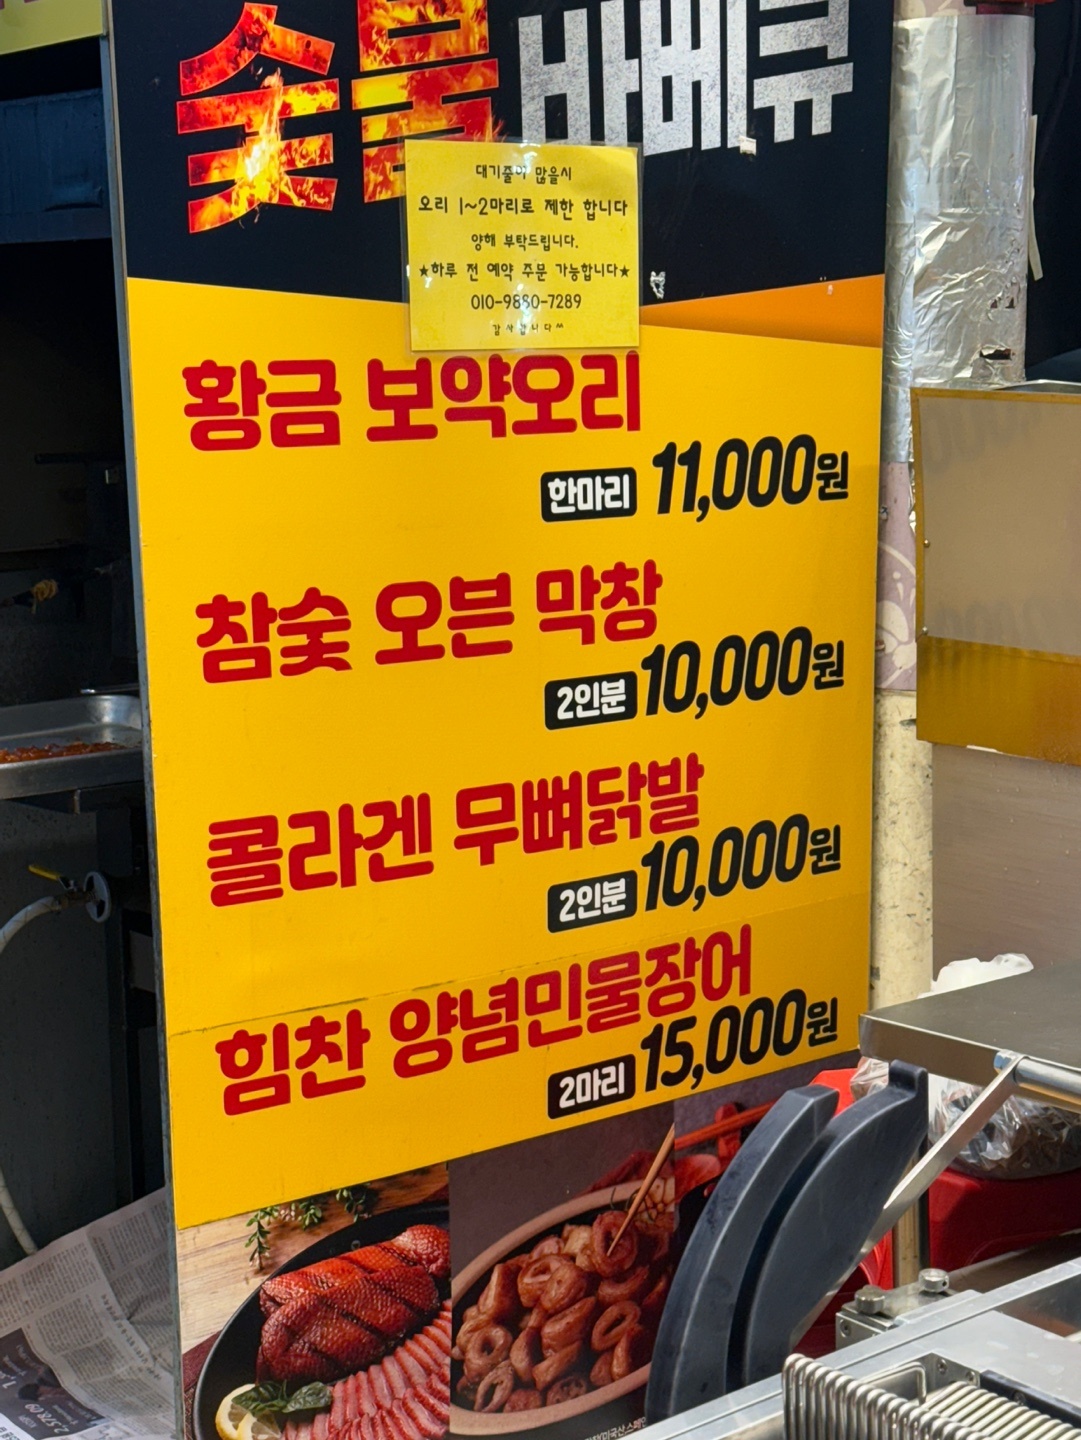 숯불 바베큐
대기줄이 많을시
오리 1~2마리로 제한 합니다
양해 부탁드립니다.
★하루 전 예약 주문 가능합니다★
010-9880-7289
감사합니다^^
황금 보약오리
한마리 11,000원
참숯 오븐 막창
2인분 10,000원
콜라겐 무뼈닭발
2인분 10,000원
힘찬 양념민물장어
2마리 15,000원